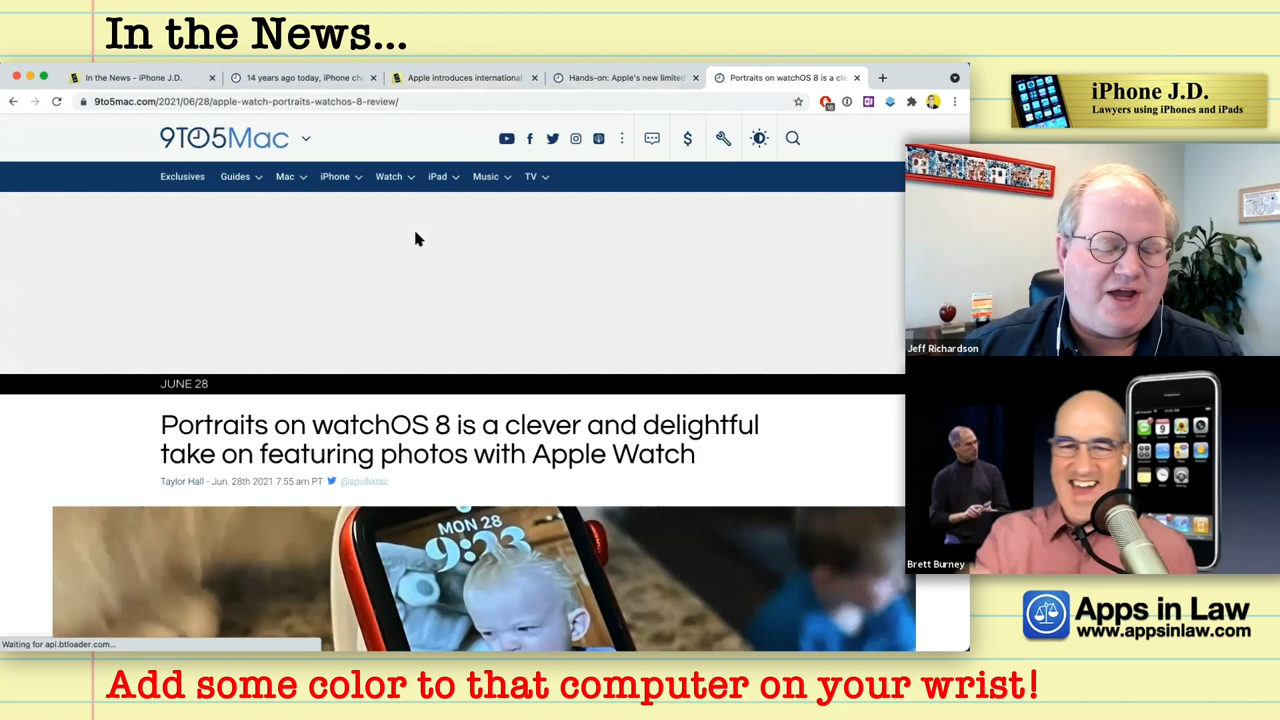 In the News...
In the News - iPhone J.D.
14 years ago today, iPhone ch
Apple introduces international
Hands-on: Apple's new limited
Portraits on watchOS 8 is a cle
9to5mac.com/2021/06/28/apple-watch-portraits-watchos-8-review/
iPhone J.D.
Lawyers using iPhones and iPads
9TO5Mac
Exclusives Guides Mac iPhone Watch iPad Music TV
JUNE 28
Portraits on watchOS 8 is a clever and delightful
take on featuring photos with Apple Watch
Taylor Hall - Jun. 28th 2021 7:55 am PT @apollozac
MON 28
9:23
Jeff Richardson
Brett Burney
Waiting for api.btloader.com...
Apps in Law
www.appsinlaw.com
Add some color to that computer on your wrist!